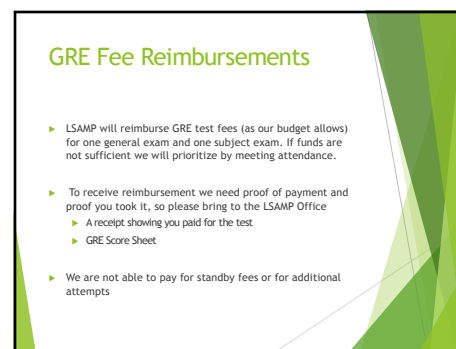 GRE Fee Reimbursements
LSAMP will reimburse GRE test fees (as our budget allows)
for one general exam and one subject exam. If funds are
not sufficient we will prioritize by meeting attendance.
To receive reimbursement we need proof of payment and
proof you took it, so please bring to the LSAMP Office
A receipt showing you paid for the test
GRE Score Sheet
We are not able to pay for standby fees or for additional
attempts